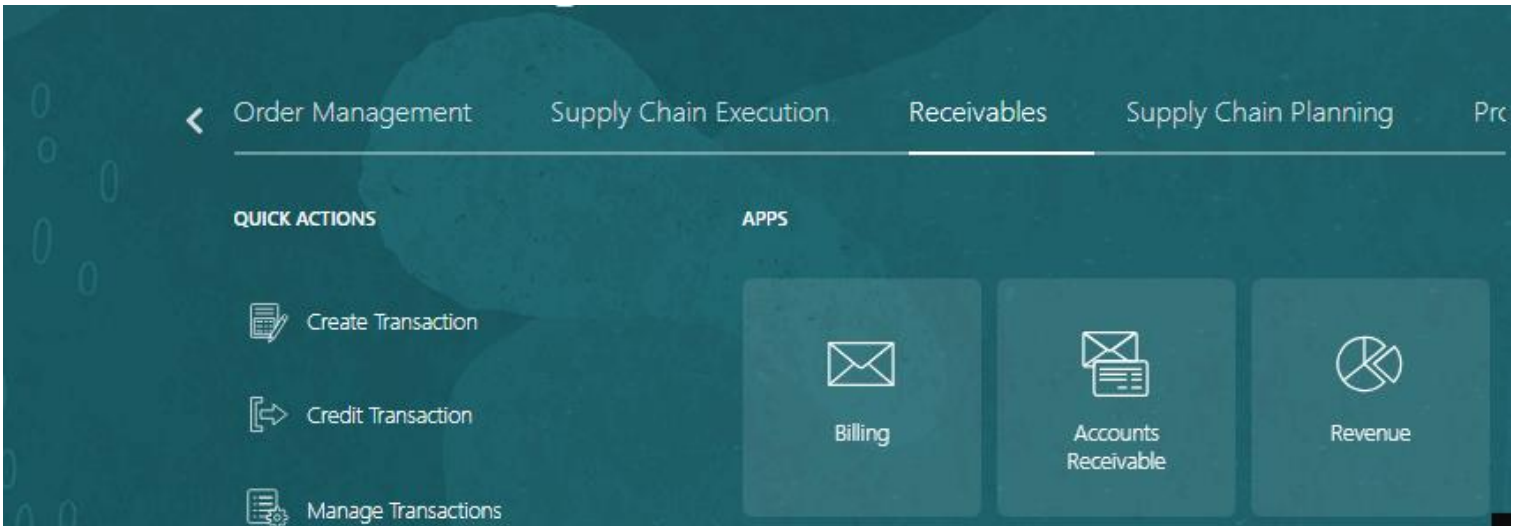 Order Management
Supply Chain Execution
Receivables
Supply Chain Planning
QUICK ACTIONS
APPS
Create Transaction
Credit Transaction
Manage Transactions
Billing
Accounts
Receivable
Revenue